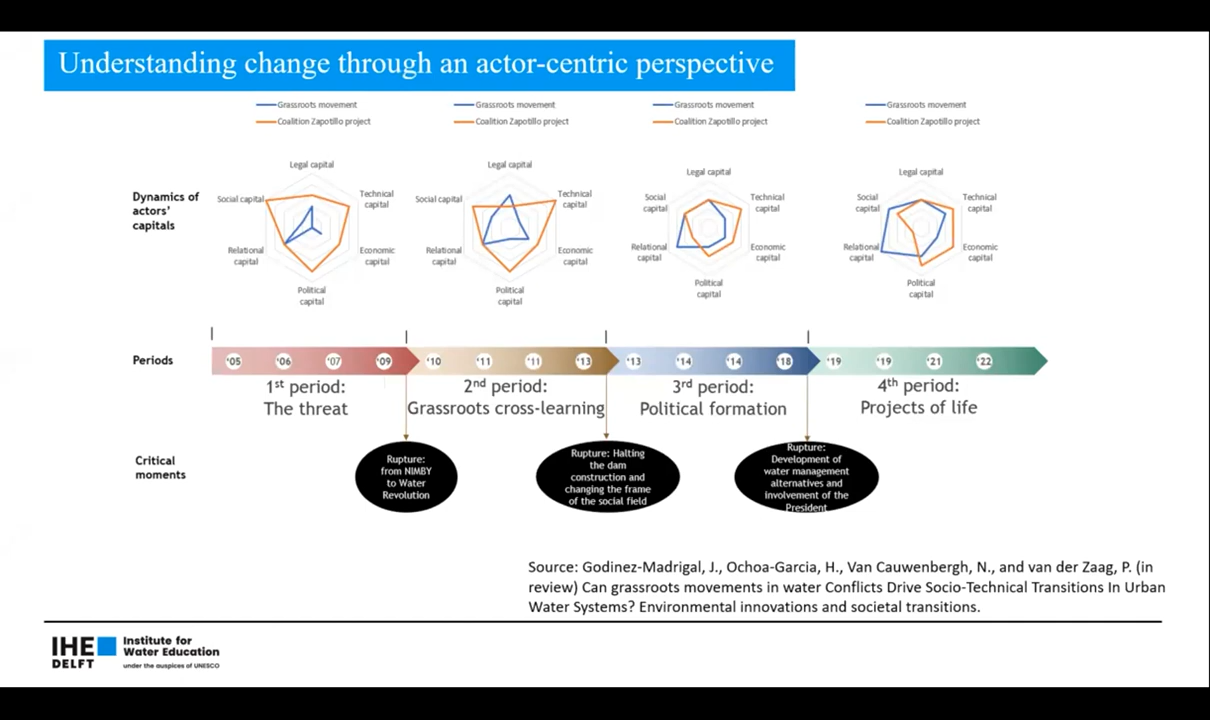 Understanding change through an actor-centric perspective
Grassroots movement
Coalition Zapotillo project
Grassroots movement
Coalition Zapotillo project
Grassroots movement
Coalition Zapotillo project
Grassroots movement
Coalition Zapotillo project
Dynamics of
actors'
capitals
Legal capital
Technical
capital
Economic
capital
Political
capital
Relational
capital
Social capital
Legal capital
Technical
capital
Economic
capital
Political
capital
Relational
capital
Social capital
Legal capital
Technical
capital
Economic
capital
Political
capital
Relational
capital
Social
capital
Legal capital
Technical
capital
Economic
capital
Political
capital
Relational
capital
Social
capital
Periods
'05 '06 '07 '09 '10 '11 '11 '13 '13 '14 '14 '18 '19 '19 '21 '22
1st period:
The threat
2nd period:
Grassroots cross-learning
3rd period:
Political formation
4th period:
Projects of life
Critical
moments
Rupture:
from NIMBY
to Water
Revolution
Rupture: Halting
the dam
construction and
changing the frame
of the social field
Rupture:
Development of
water management
alternatives and
involvement of the
President
Source: Godinez-Madrigal, J., Ochoa-Garcia, H., Van Cauwenbergh, N., and van der Zaag, P. (in
review) Can grassroots movements in water Conflicts Drive Socio-Technical Transitions In Urban
Water Systems? Environmental innovations and societal transitions.
IHE
DELFT
Institute for
Water Education
under the auspices of UNESCO